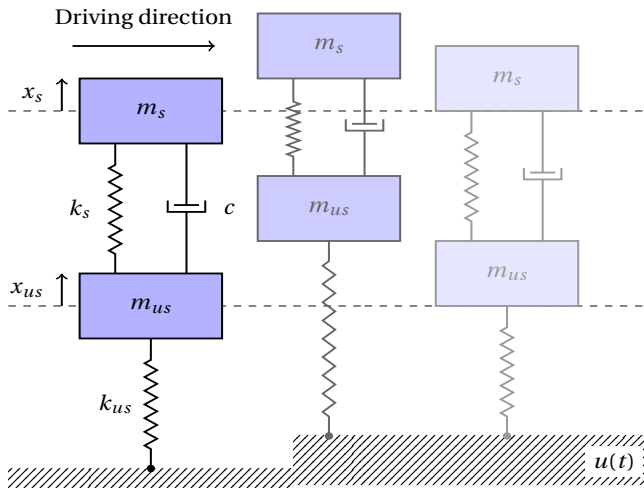 Driving direction
m_s
m_s
x_s
m_s
k_s
c
m_us
m_us
x_us
m_us
k_us
u(t)